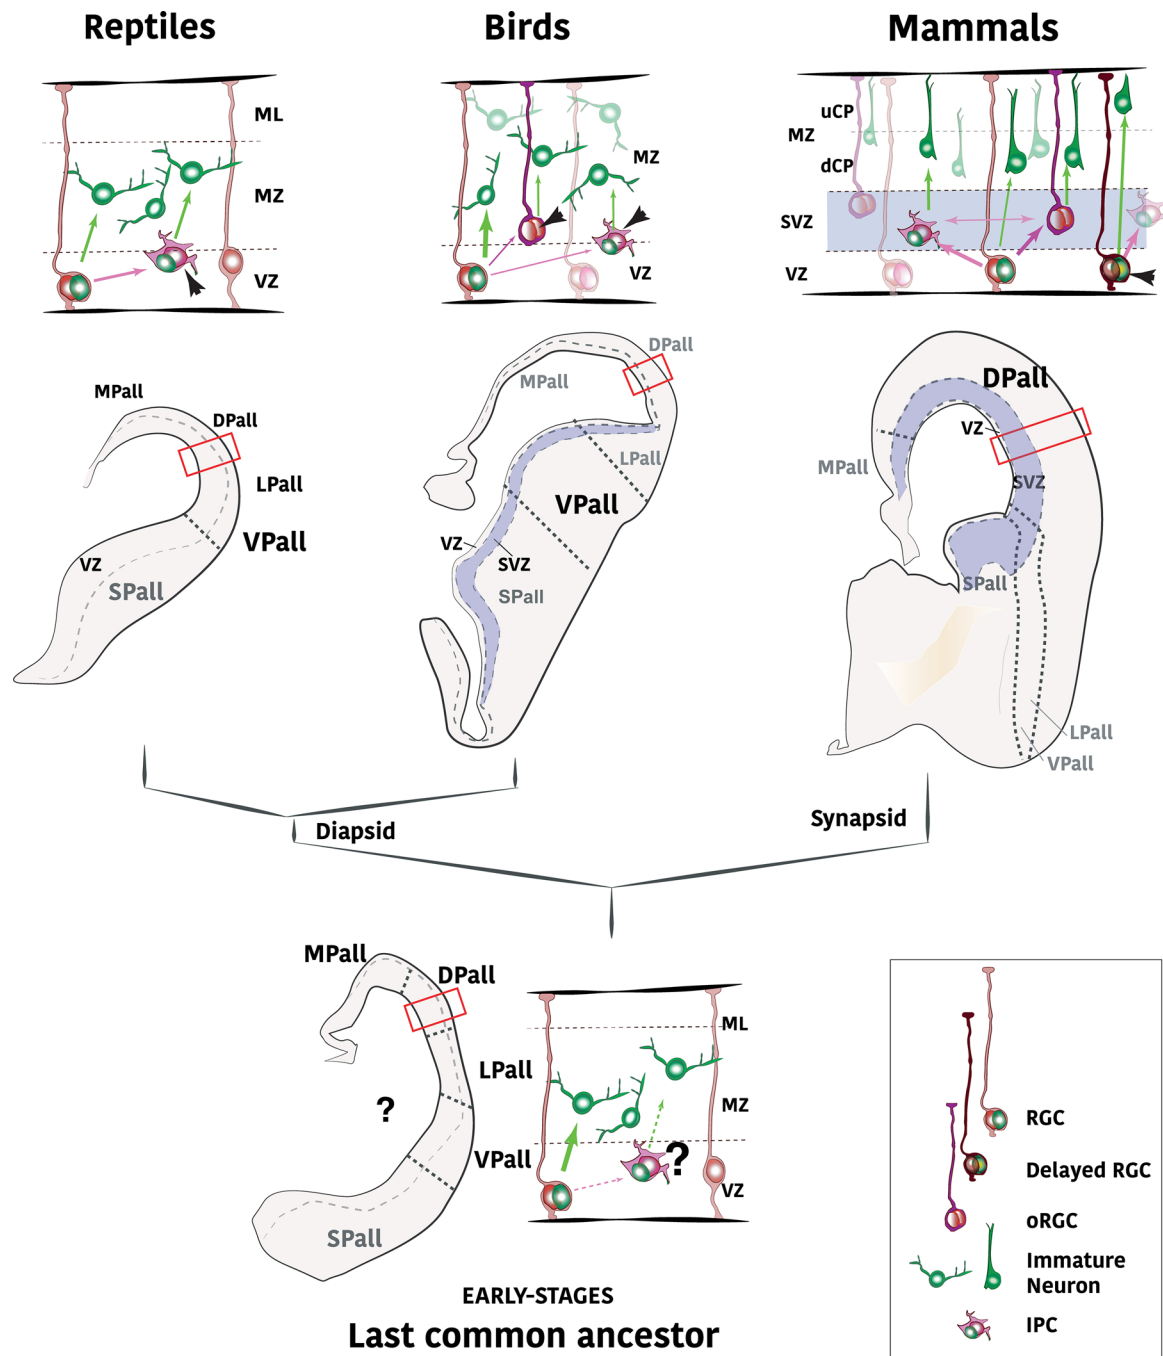 Reptiles
Birds
Mammals
ML
MZ
VZ
MZ
VZ
uCP
MZ
dCP
SVZ
VZ
MPall
DPall
LPall
VPall
VZ
SPall
DPall
MPall
LPall
VPall
VZ
SVZ
SPall
DPall
VZ
MPall
SVZ
SPall
LPall
VPall
Diapsid
Synapsid
MPall
DPall
LPall
?
VPall
SPall
ML
MZ
?
VZ
EARLY-STAGES
Last common ancestor
RGC
Delayed RGC
oRGC
Immature
Neuron
IPC